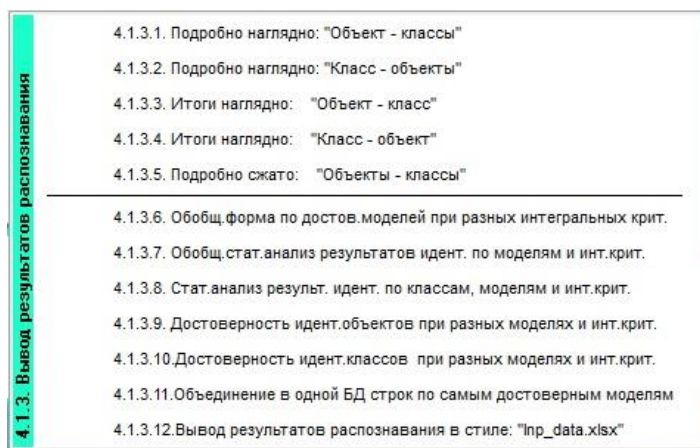 4.1.3. Вывод результатов распознавания
4.1.3.1. Подробно наглядно: "Объект - классы"
4.1.3.2. Подробно наглядно: "Класс - объекты"
4.1.3.3. Итоги наглядно: "Объект - класс"
4.1.3.4. Итоги наглядно: "Класс - объект"
4.1.3.5. Подробно сжато: "Объекты - классы"
4.1.3.6. Обобщ.форма по достов.моделей при разных интегральных крит.
4.1.3.7. Обобщ.стат.анализ результатов идент. по моделям и инт.крит.
4.1.3.8. Стат.анализ результ. идент. по классам, моделям и инт.крит.
4.1.3.9. Достоверность идент.объектов при разных моделях и инт.крит.
4.1.3.10.Достоверность идент.классов при разных моделях и инт.крит.
4.1.3.11.Объединение в одной БД строк по самым достоверным моделям
4.1.3.12.Вывод результатов распознавания в стиле: "Inp_data.xlsx"